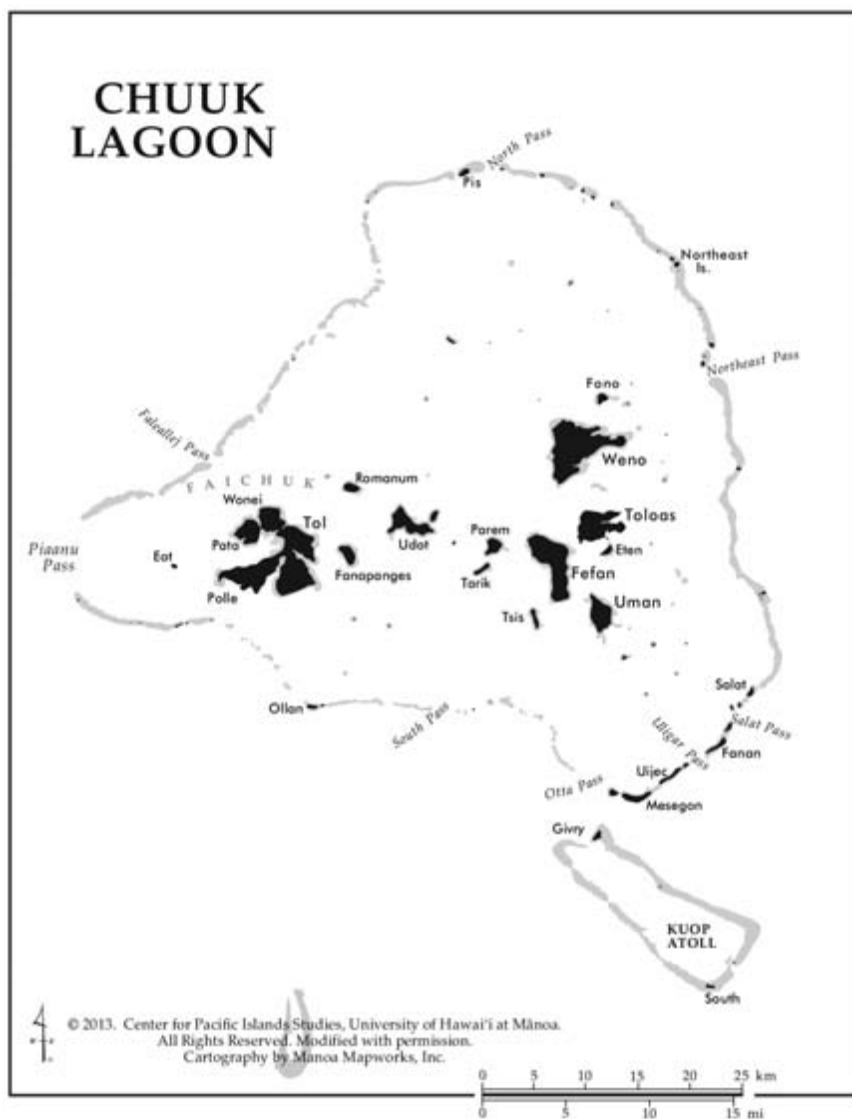 CHUUK
LAGOON
North Pass
Pis
Northeast
Is.
Northeast Pass
Fono
Faleallej Pass
Weno
FAICHUK
Romanum
Wonei
Tol
Toloas
Pata
Udot
Parem
Eten
Piaanu
Pass
Eot
Fanapanges
Tarik
Fefan
Polle
Tsis
Uman
Salat
Ollan
South Pass
Salat Pass
Uligar Pass
Fanan
Uijec
Otta Pass
Mesegon
Givry
KUOP
ATOLL
South
© 2013. Center for Pacific Islands Studies, University of Hawai‘i at Mānoa.
All Rights Reserved. Modified with permission.
Cartography by Manoa Mapworks, Inc.
0 5 10 15 20 25 km
0 5 10 15 mi